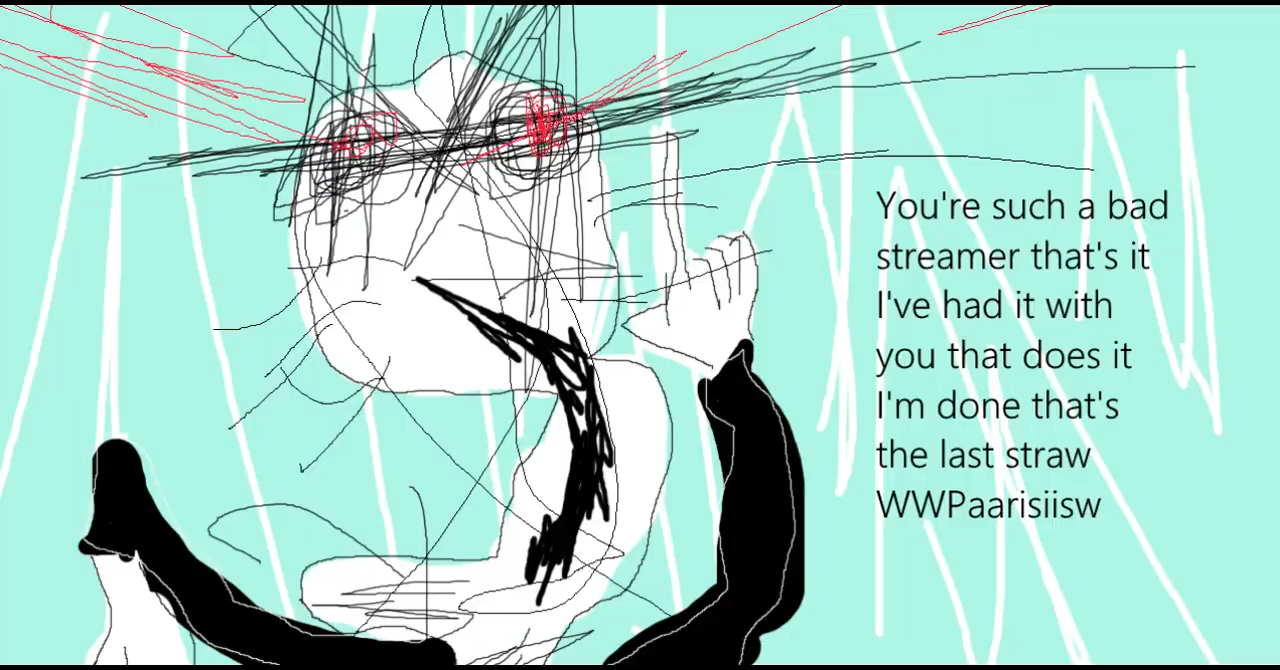 You're such a bad
streamer that's it
I've had it with
you that does it
I'm done that's
the last straw
WWPaarisiisw